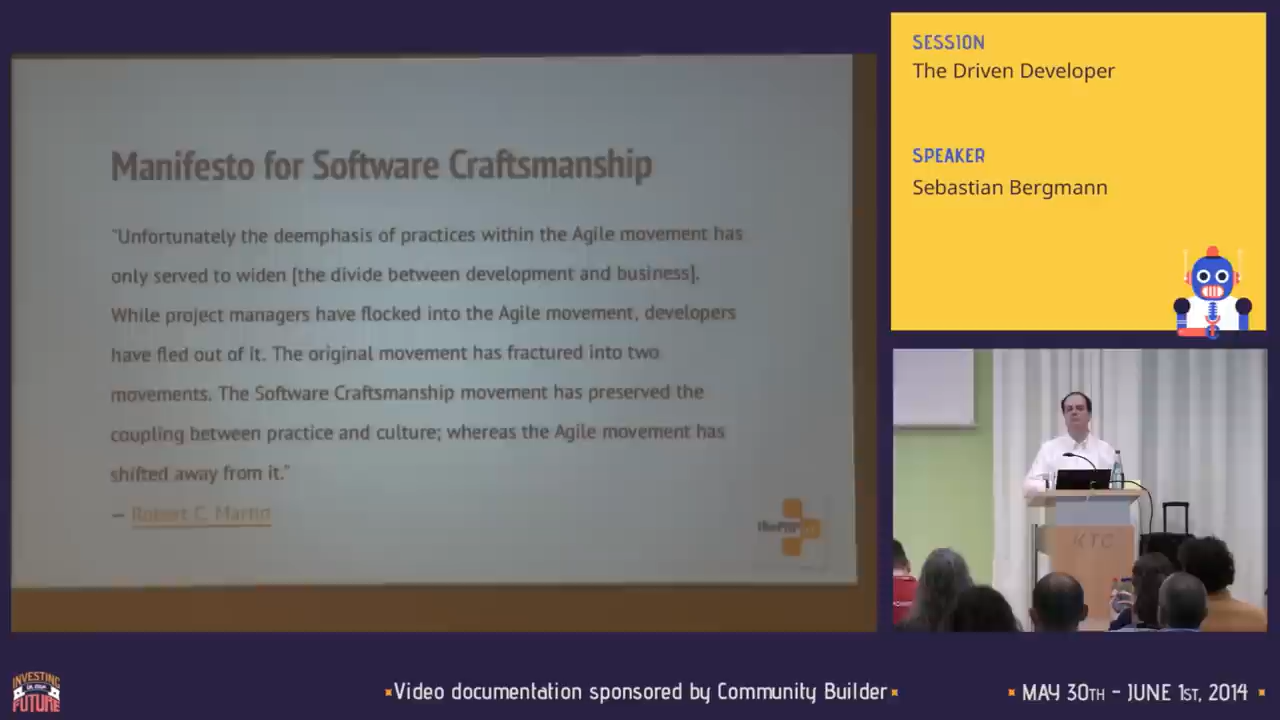 Manifesto for Software Craftsmanship
"Unfortunately the deemphasis of practices within the Agile movement has
only served to widen [the divide between development and business].
While project managers have flocked into the Agile movement, developers
have fled out of it. The original movement has fractured into two
movements. The Software Craftsmanship movement has preserved the
coupling between practice and culture; whereas the Agile movement has
shifted away from it."
— Robert C. Martin
thePHP
SESSION
The Driven Developer
SPEAKER
Sebastian Bergmann
KTC
INVESTING
IN THE
FUTURE
Video documentation sponsored by Community Builder
MAY 30TH - JUNE 1ST, 2014